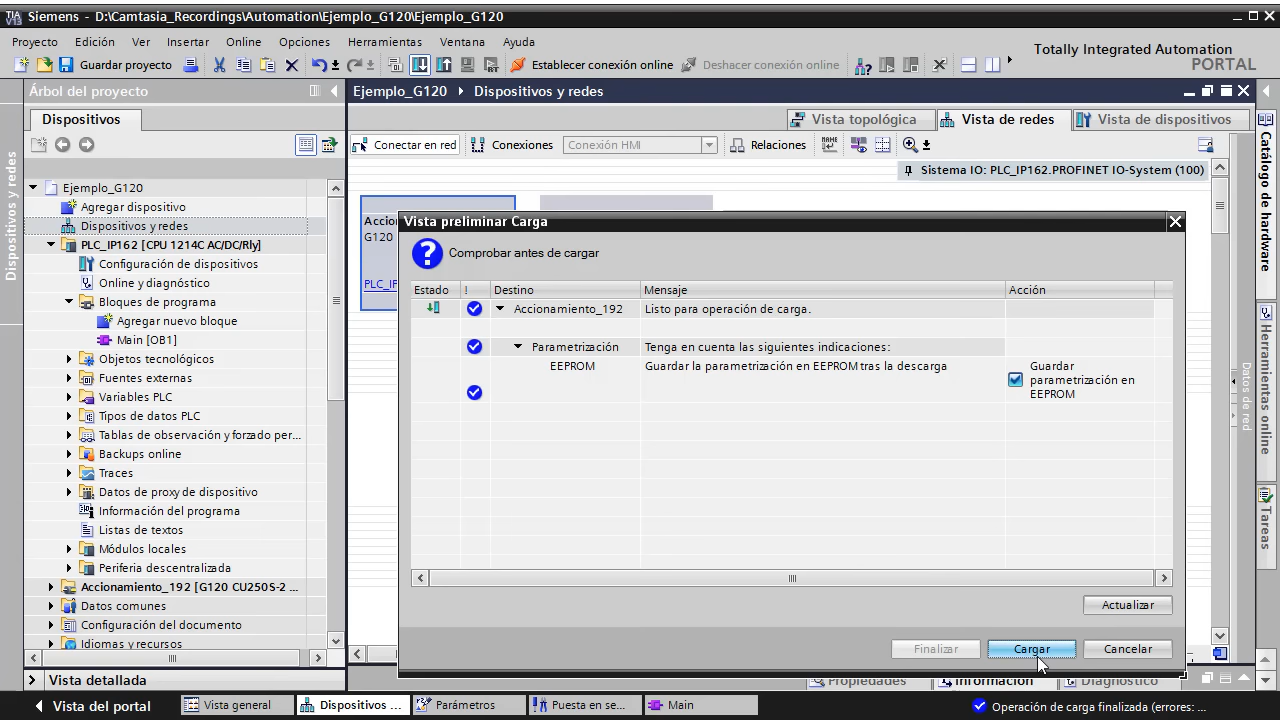 TIA
V13
Siemens - D:\Camtasia_Recordings\Automation\Ejemplo_G120\Ejemplo_G120
Proyecto Edición Ver Insertar Online Opciones Herramientas Ventana Ayuda
Totally Integrated Automation
PORTAL
Guardar proyecto
Establecer conexión online
Deshacer conexión online
Árbol del proyecto
Ejemplo_G120 Dispositivos y redes
Dispositivos
Vista topológica
Vista de redes
Vista de dispositivos
Conectar en red
Conexiones
Conexión HMI
Relaciones
Sistema IO: PLC_IP162.PROFINET IO-System (100)
Dispositivos y redes
Ejemplo_G120
Agregar dispositivo
Dispositivos y redes
PLC_IP162 [CPU 1214C AC/DC/Rly]
Configuración de dispositivos
Online y diagnóstico
Bloques de programa
Agregar nuevo bloque
Main [OB1]
Objetos tecnológicos
Fuentes externas
Variables PLC
Tipos de datos PLC
Tablas de observación y forzado per...
Backups online
Traces
Datos de proxy de dispositivo
Información del programa
Listas de textos
Módulos locales
Periferia descentralizada
Accionamiento_192 [G120 CU250S-2 ...
Datos comunes
Configuración del documento
Idiomas y recursos
Vista detallada
Accio
G120
PLC_IP
Vista preliminar Carga
Comprobar antes de cargar
Estado ! Destino Mensaje Acción
Accionamiento_192 Listo para operación de carga.
Parametrización Tenga en cuenta las siguientes indicaciones:
EEPROM Guardar la parametrización en EEPROM tras la descarga
Guardar
parametrización en
EEPROM
Actualizar
Finalizar Cargar Cancelar
Propiedades
Información
Diagnóstico
Catálogo de hardware
Herramientas online
Tareas
Datos de red
Vista del portal
Vista general
Dispositivos ...
Parámetros
Puesta en se...
Main
Operación de carga finalizada (errores: ...